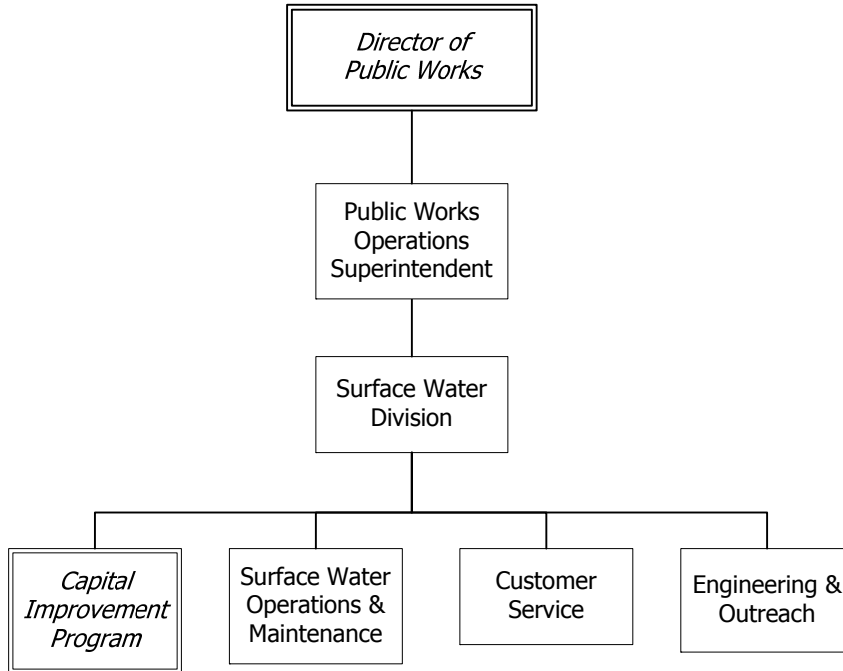 Director of
Public Works
Public Works
Operations
Superintendent
Surface Water
Division
Capital
Improvement
Program
Surface Water
Operations &
Maintenance
Customer
Service
Engineering &
Outreach